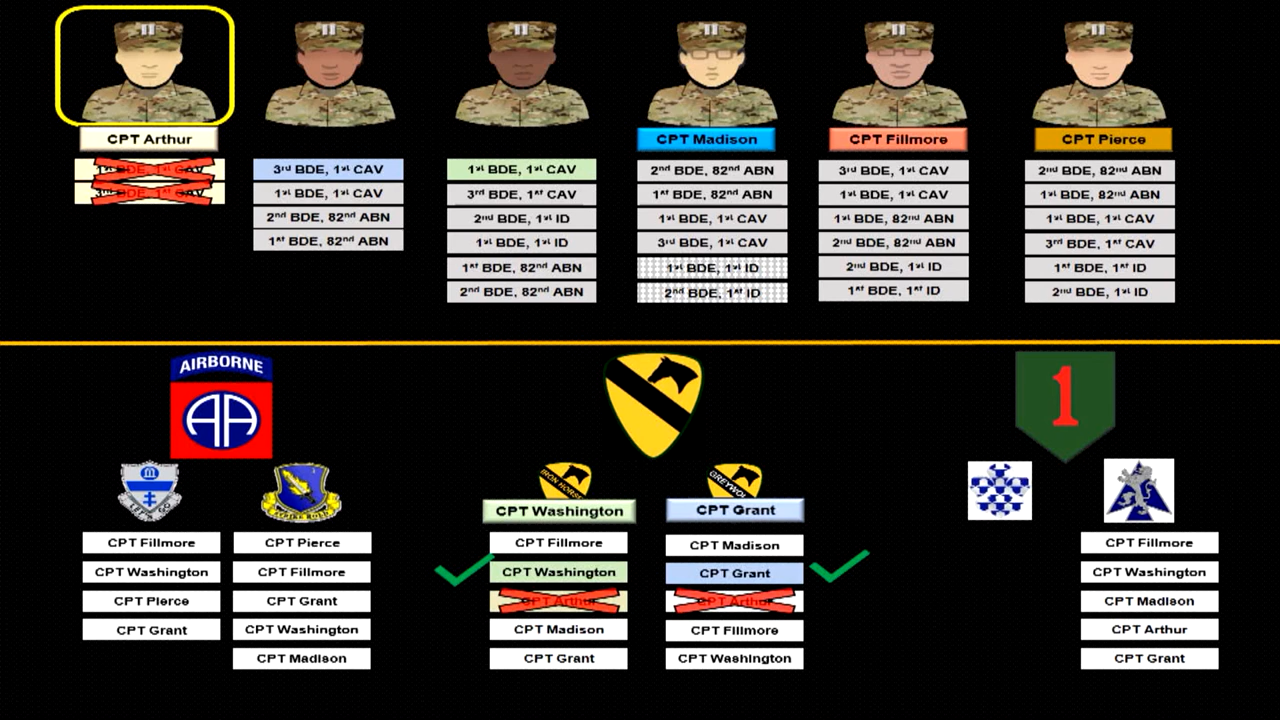 CPT Arthur
CPT Madison
CPT Fillmore
CPT Pierce
1st BDE, 1st CAV
3rd BDE, 1st CAV
3rd BDE, 1st CAV
1st BDE, 1st CAV
2nd BDE, 82nd ABN
1st BDE, 82nd ABN
1st BDE, 1st CAV
3rd BDE, 1st CAV
2nd BDE, 1st ID
1st BDE, 1st ID
1st BDE, 82nd ABN
2nd BDE, 82nd ABN
2nd BDE, 82nd ABN
1st BDE, 82nd ABN
1st BDE, 1st CAV
3rd BDE, 1st CAV
1st BDE, 1st ID
2nd BDE, 1st ID
3rd BDE, 1st CAV
1st BDE, 1st CAV
1st BDE, 82nd ABN
2nd BDE, 82nd ABN
2nd BDE, 1st ID
1st BDE, 1st ID
2nd BDE, 82nd ABN
1st BDE, 82nd ABN
1st BDE, 1st CAV
3rd BDE, 1st CAV
1st BDE, 1st ID
2nd BDE, 1st ID
AIRBORNE
AA
1
IRON HORSE
GREYWOLF
CPT Washington
CPT Grant
CPT Fillmore
CPT Washington
CPT Pierce
CPT Grant
CPT Pierce
CPT Fillmore
CPT Grant
CPT Washington
CPT Madison
CPT Fillmore
CPT Washington
CPT Arthur
CPT Madison
CPT Grant
CPT Madison
CPT Grant
CPT Arthur
CPT Fillmore
CPT Washington
CPT Fillmore
CPT Washington
CPT Madison
CPT Arthur
CPT Grant